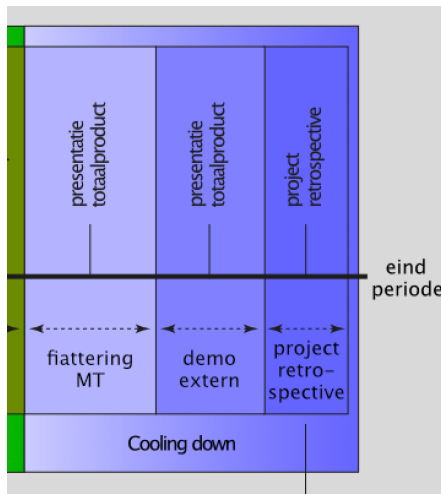 presentatie
totaalproduct
presentatie
totaalproduct
project
retrospective
eind
periode
fiattering
MT
demo
extern
project
retro-
spective
Cooling down